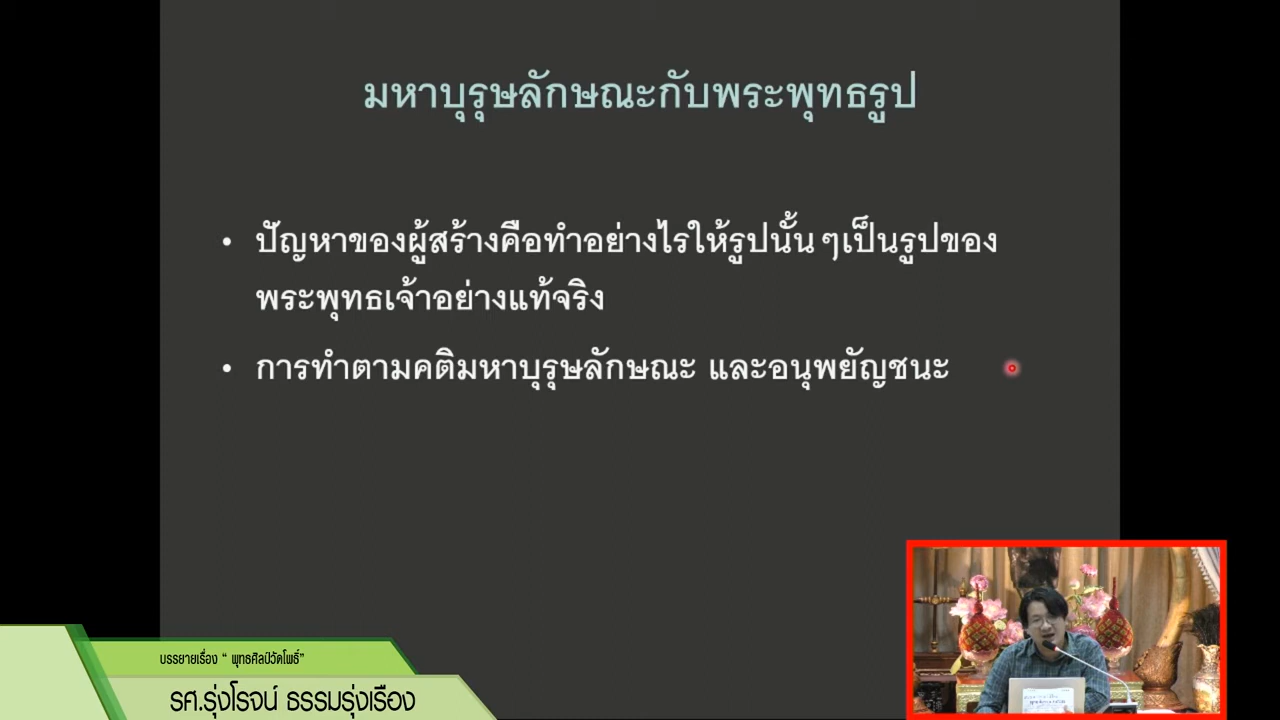 มหาบุรุษลักษณะกับพระพุทธรูป
• ปัญหาของผู้สร้างคือทำอย่างไรให้รูปนั้นๆเป็นรูปของ
พระพุทธเจ้าอย่างแท้จริง
• การทำตามคติมหาบุรุษลักษณะ และอนุพยัญชนะ
บรรยายเรื่อง “ พุทธศิลป์วัดโพธิ์”
รศ.รุ่งโรจน์ ธรรมรุ่งเรือง